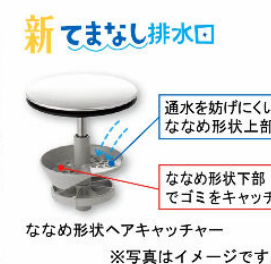 新てまなし排水口
通水を妨げにくい
ななめ形状上部
ななめ形状下部
でゴミをキャッチ
ななめ形状ヘアキャッチャー
※写真はイメージです